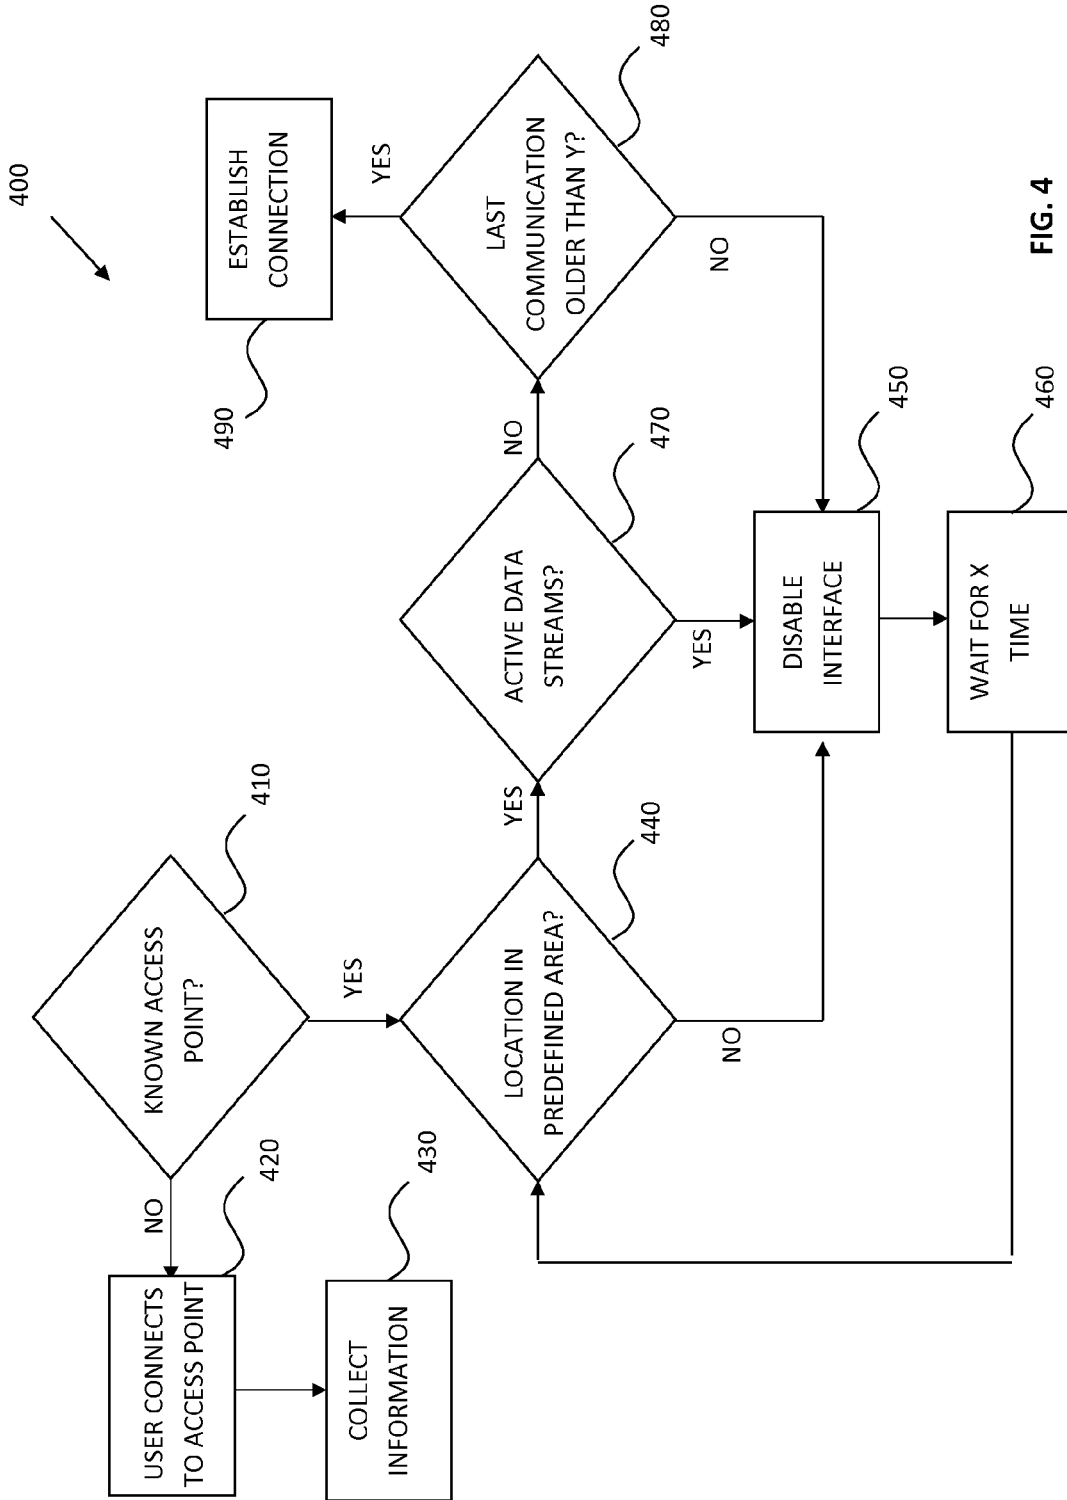 400
KNOWN ACCESS
POINT?
410
NO
YES
USER CONNECTS
TO ACCESS POINT
420
COLLECT
INFORMATION
430
LOCATION IN
PREDEFINED AREA?
440
YES
NO
ACTIVE DATA
STREAMS?
470
NO
YES
LAST
COMMUNICATION
OLDER THAN Y?
480
YES
NO
ESTABLISH
CONNECTION
490
DISABLE
INTERFACE
450
WAIT FOR X
TIME
460
FIG. 4